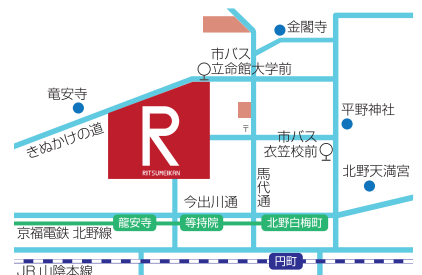 金閣寺
市バス
立命館大学前
竜安寺
きぬかけの道
平野神社
〒
R
RITSUMEIKAN
市バス
衣笠校前
北野天満宮
馬代通
今出川通
龍安寺
等持院
北野白梅町
京福電鉄 北野線
円町
JR 山陰本線